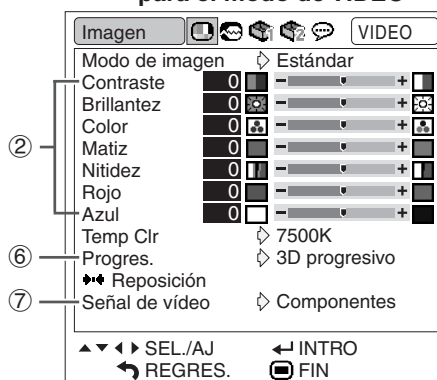 para el modo de VIDEO
Imagen 1 2 VIDEO
Modo de imagen Estándar
Contraste 0 - +
Brillantez 0 - +
② Color 0 - +
Matiz 0 - +
Nitidez 0 - +
Rojo 0 - +
Azul 0 - +
Temp Clr 7500K
⑥ Progres. 3D progresivo
Reposición
⑦ Señal de vídeo Componentes
SEL./AJ INTRO
REGRES. FIN